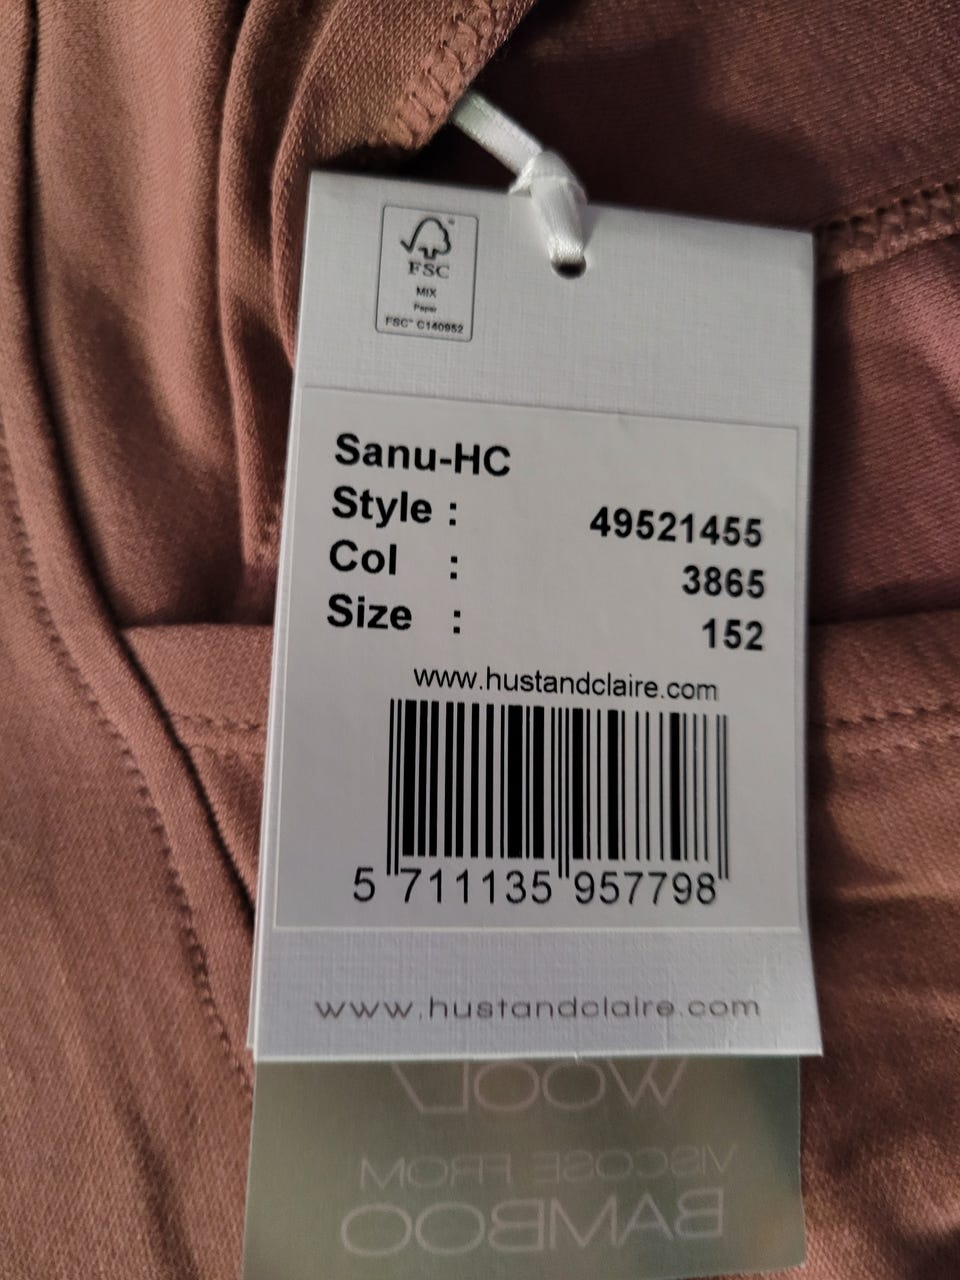 FSC
MIX
Paper
FSC™ C140952
Sanu-HC
Style : 49521455
Col : 3865
Size : 152
www.hustandclaire.com
5 711135 957798
www.hustandclaire.com
WOOL
VISCOSE FROM
BAMBOO